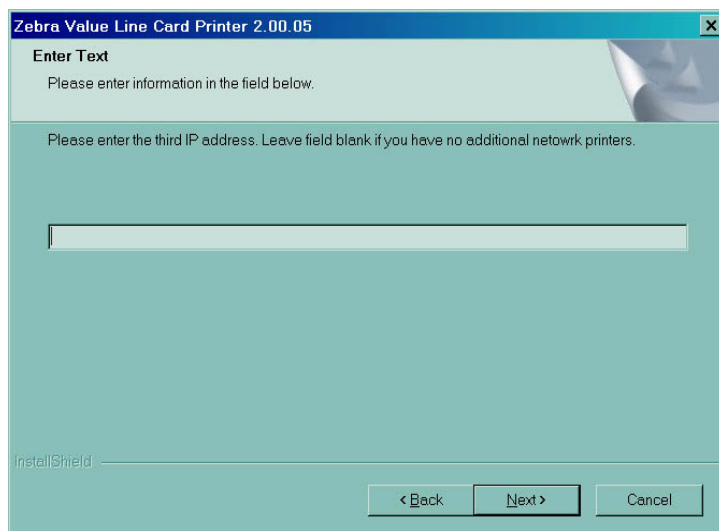 Zebra Value Line Card Printer 2.00.05
Enter Text
Please enter information in the field below.
Please enter the third IP address. Leave field blank if you have no additional netowrk printers.
InstallShield
< Back
Next >
Cancel